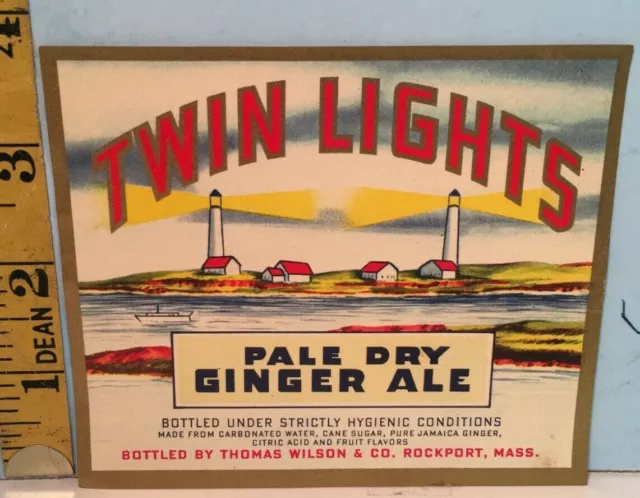 TWIN LIGHTS
PALE DRY
GINGER ALE
BOTTLED UNDER STRICTLY HYGIENIC CONDITIONS
MADE FROM CARBONATED WATER, CANE SUGAR, PURE JAMAICA GINGER,
CITRIC ACID AND FRUIT FLAVORS
BOTTLED BY THOMAS WILSON & CO. ROCKPORT, MASS.
4
3
2
1
DEAN